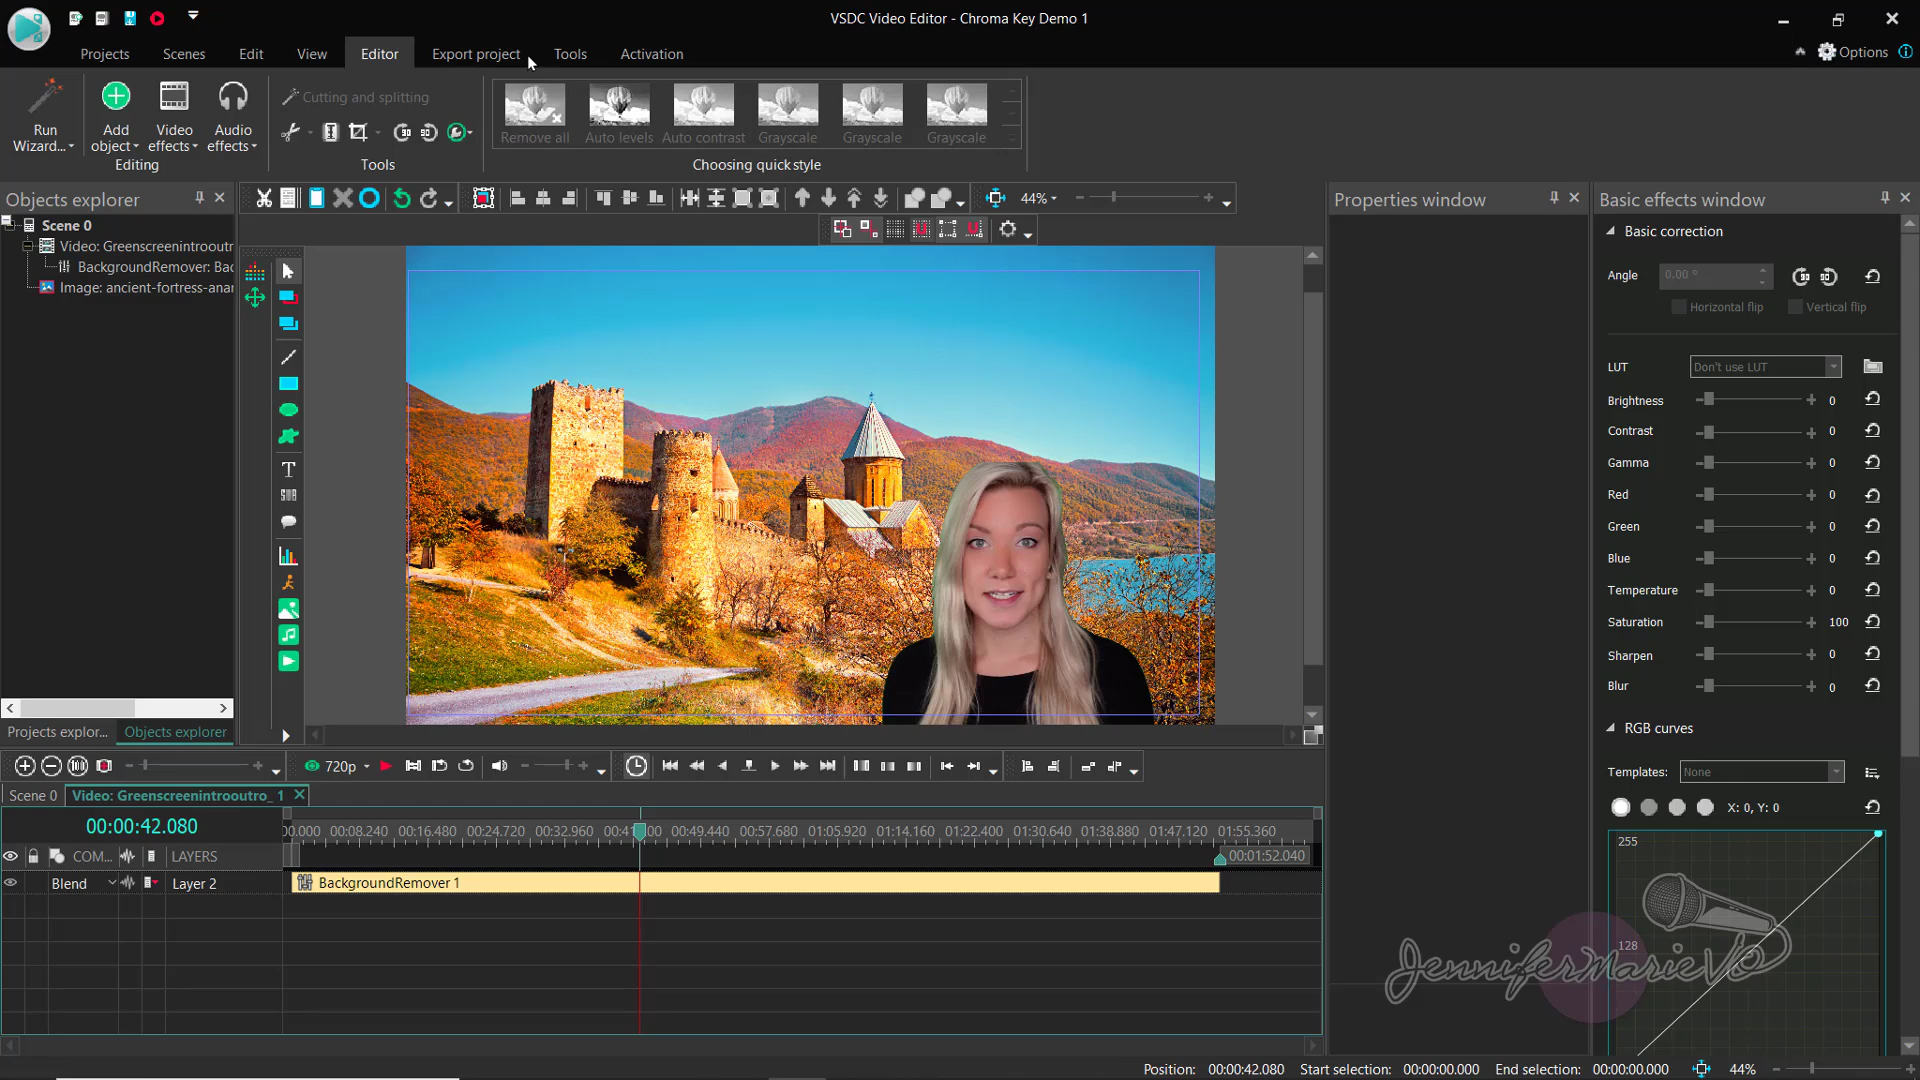 VSDC Video Editor - Chroma Key Demo 1
Projects Scenes Edit View Editor Export project Tools Activation Options
Cutting and splitting
Run Wizard...
Add object
Video effects
Audio effects
Remove all Auto levels Auto contrast Grayscale Grayscale Grayscale
Editing Tools Choosing quick style
Objects explorer
Scene 0
Video: Greenscreenintrooutr
BackgroundRemover: Bac
Image: ancient-fortress-anar
Projects explor... Objects explorer
44%
Properties window
Basic effects window
Basic correction
Angle 0.00 °
Horizontal flip Vertical flip
LUT Don't use LUT
Brightness 0
Contrast 0
Gamma 0
Red 0
Green 0
Blue 0
Temperature 0
Saturation 100
Sharpen 0
Blur 0
RGB curves
Templates: None
X: 0, Y: 0
255
128
JenniferMarieVO
720p
Scene 0 Video: Greenscreenintrooutro_1
00:00:42.080
00.000 00:08.240 00:16.480 00:24.720 00:32.960 00:41 00 00:49.440 00:57.680 01:05.920 01:14.160 01:22.400 01:30.640 01:38.880 01:47.120 01:55.360
COM... LAYERS
00:01:52.040
Blend Layer 2 BackgroundRemover 1
Position: 00:00:42.080 Start selection: 00:00:00.000 End selection: 00:00:00.000 44%